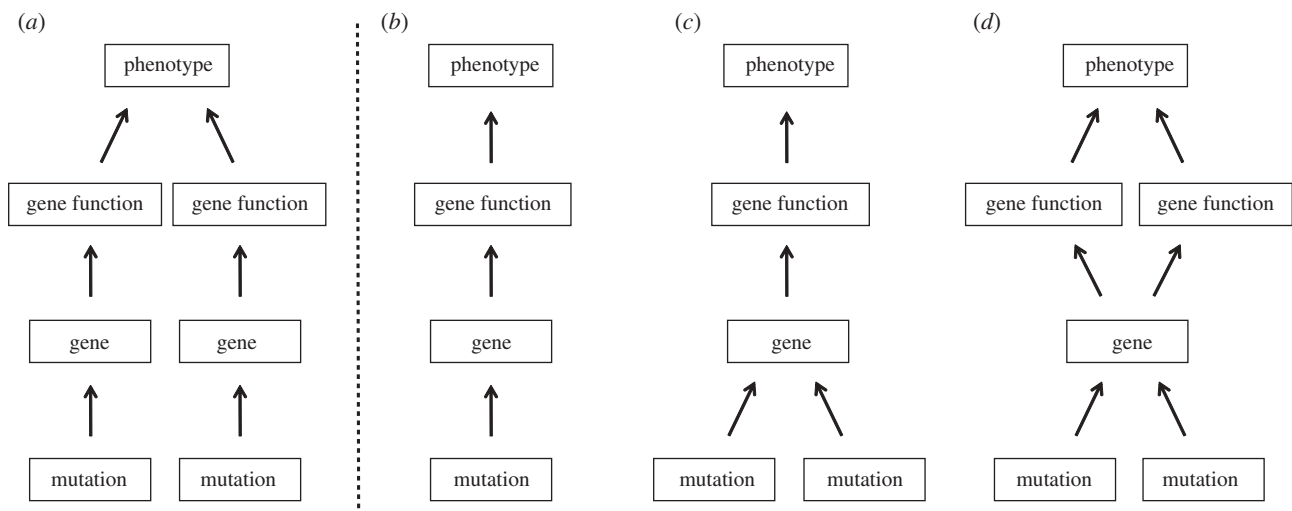 (a)
phenotype
gene function gene function
gene gene
mutation mutation
(b)
phenotype
gene function
gene
mutation
(c)
phenotype
gene function
gene
mutation mutation
(d)
phenotype
gene function gene function
gene
mutation mutation